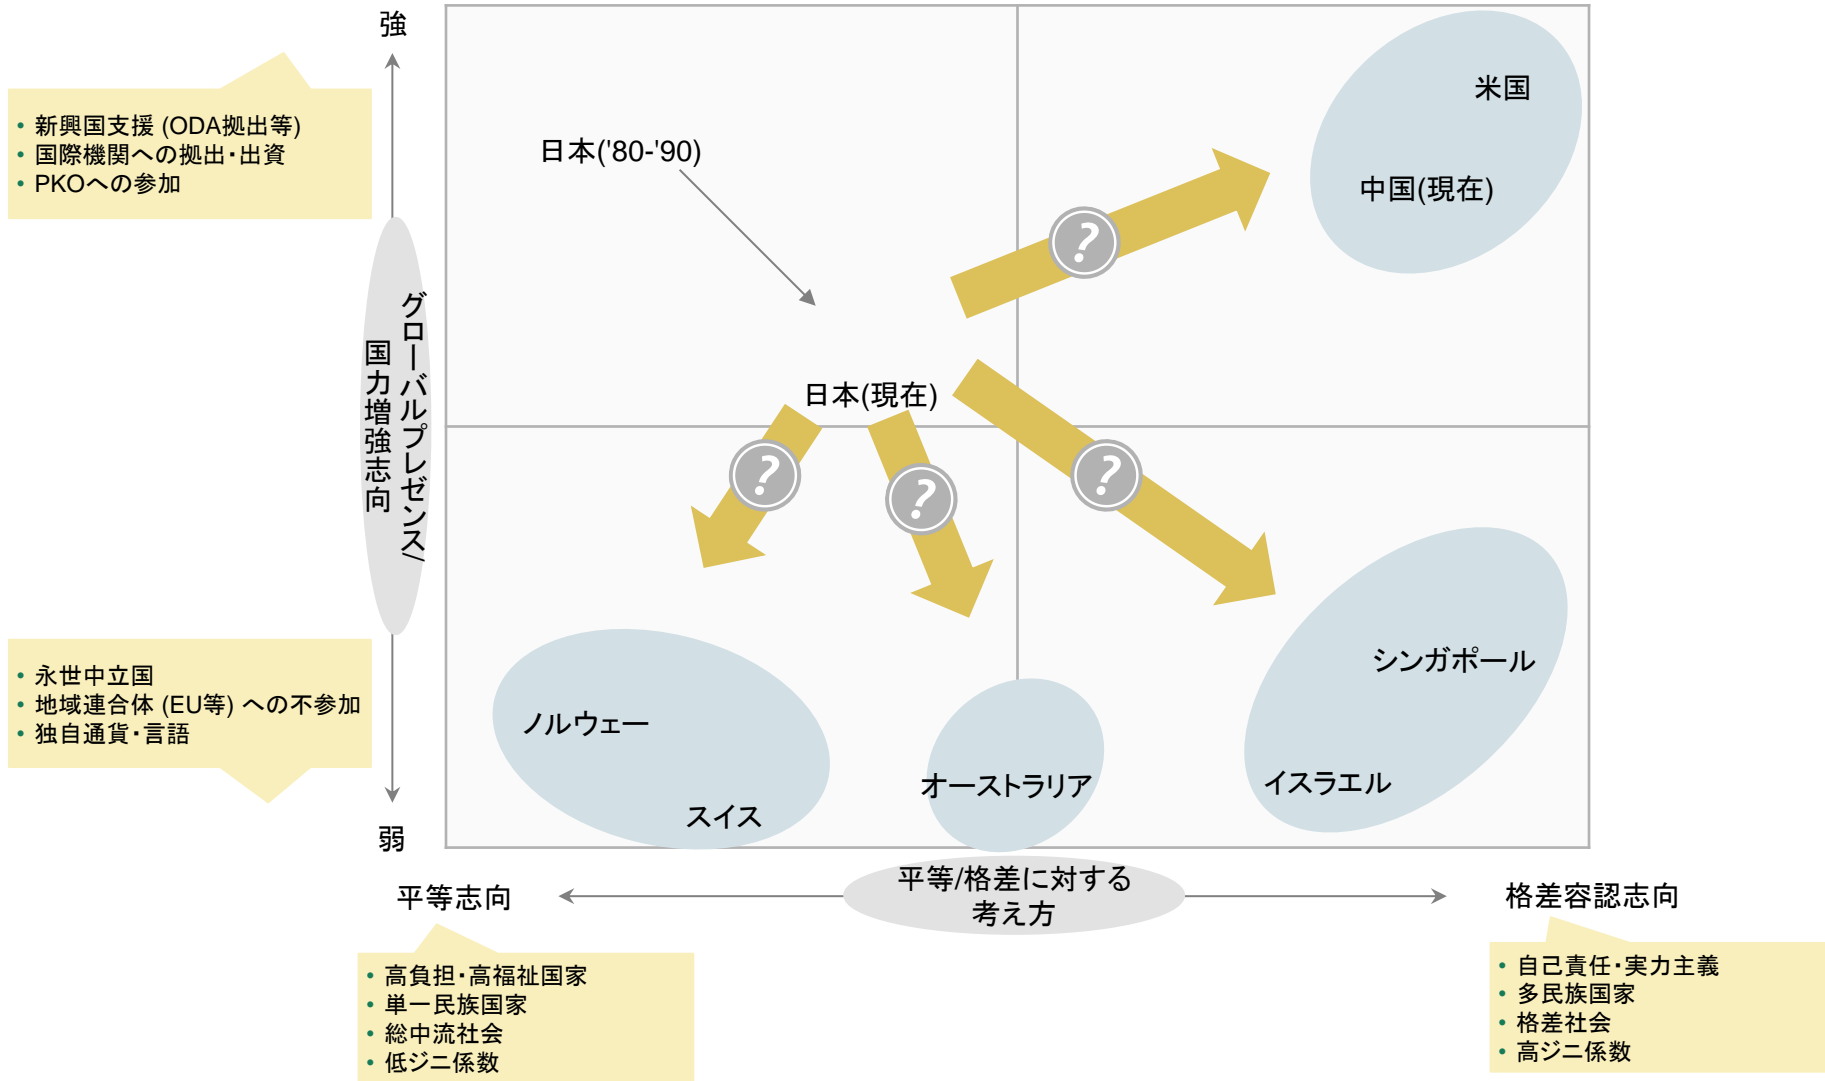 強
• 新興国支援 (ODA拠出等)
• 国際機関への拠出・出資
• PKOへの参加
グローバルプレゼンス/
国力増強志向
• 永世中立国
• 地域連合体 (EU等) への不参加
• 独自通貨・言語
弱
日本('80-'90)
米国
中国(現在)
?
日本(現在)
?
?
?
シンガポール
ノルウェー
オーストラリア
イスラエル
スイス
平等志向
平等/格差に対する
考え方
格差容認志向
• 高負担・高福祉国家
• 単一民族国家
• 総中流社会
• 低ジニ係数
• 自己責任・実力主義
• 多民族国家
• 格差社会
• 高ジニ係数